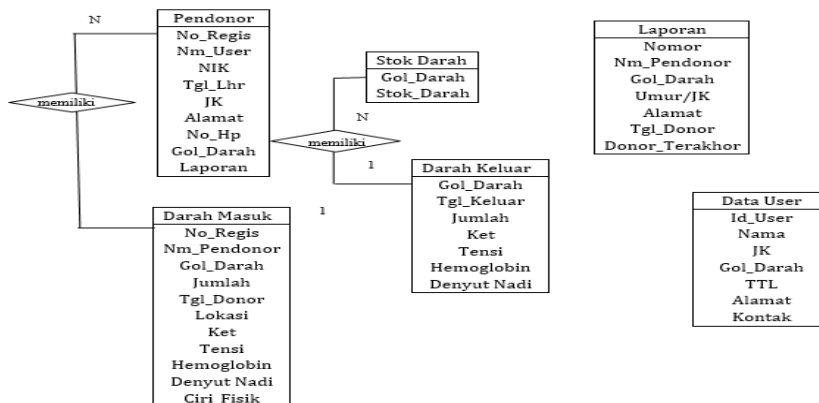 N
Pendonor
No_Regis
Nm_User
NIK
Tgl_Lhr
JK
Alamat
No_Hp
Gol_Darah
Laporan
memiliki
Stok Darah
Gol_Darah
Stok_Darah
N
memiliki
1
Darah Keluar
Gol_Darah
Tgl_Keluar
Jumlah
Ket
Tensi
Hemoglobin
Denyut Nadi
1
Darah Masuk
No_Regis
Nm_Pendonor
Gol_Darah
Jumlah
Tgl_Donor
Lokasi
Ket
Tensi
Hemoglobin
Denyut Nadi
Ciri_Fisik
Laporan
Nomor
Nm_Pendonor
Gol_Darah
Umur/JK
Alamat
Tgl_Donor
Donor_Terakhor
Data User
Id_User
Nama
JK
Gol_Darah
TTL
Alamat
Kontak